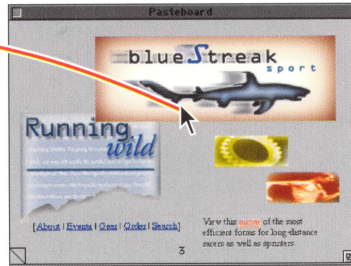 Pasteboard
blueStreak
sport
Running
wild
[About | Events | Gear | Order | Search]
View this movie of the most
efficient forms for long-distance
racers as well as sprinters.
3